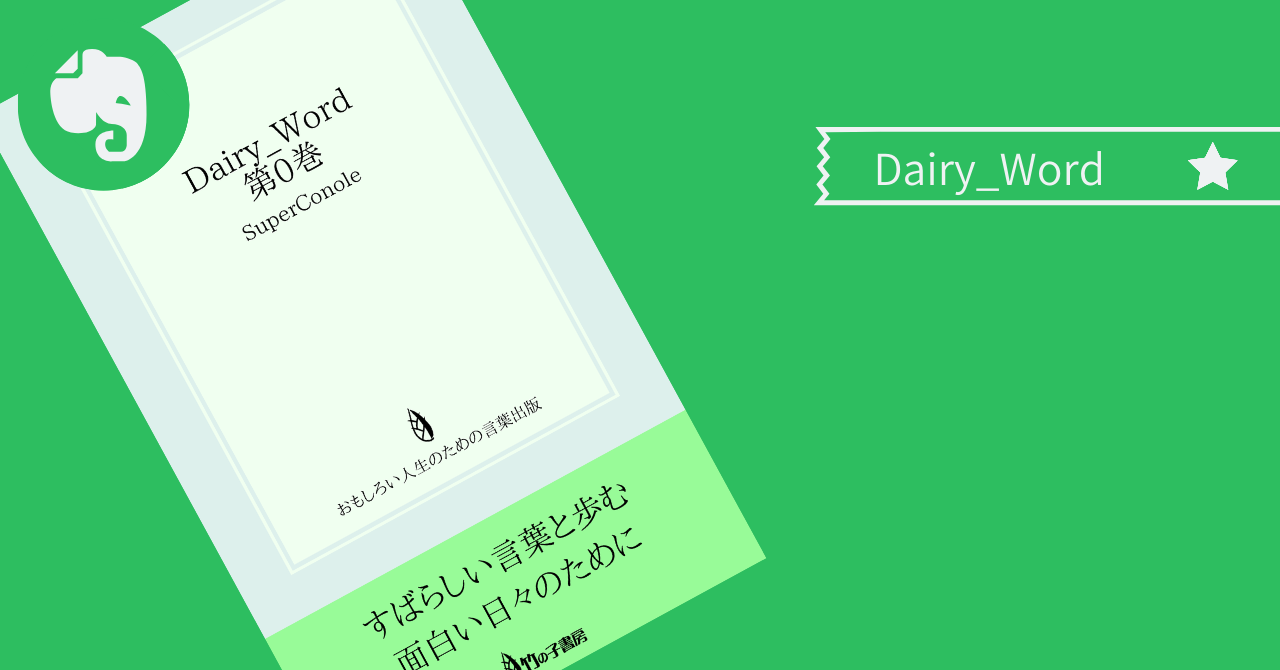 Dairy_Word
第0巻
SuperConole
おもしろい人生のための言葉出版
すばらしい言葉と歩む
面白い日々のために
竹の子書房
Dairy_Word